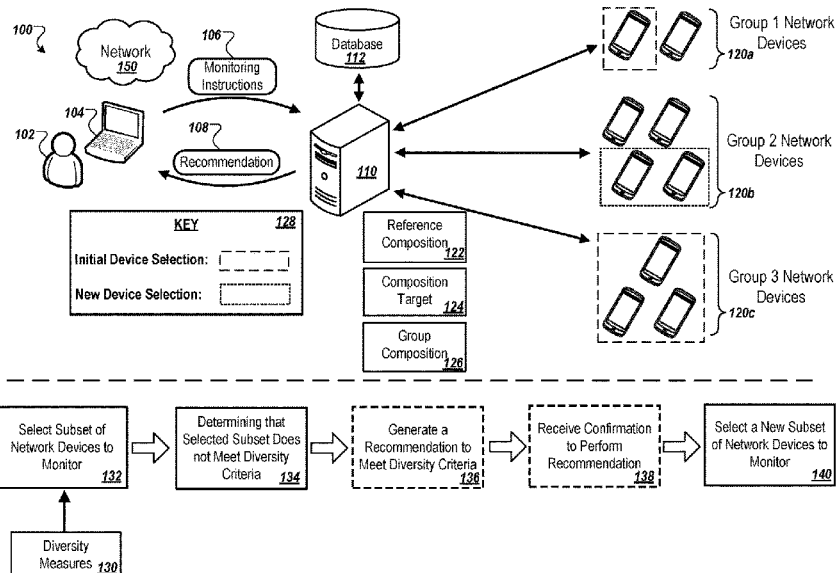 100
Network
150
106
Monitoring
Instructions
104
102
108
Recommendation
Database
112
110
Group 1 Network
Devices
120a
Group 2 Network
Devices
120b
Group 3 Network
Devices
120c
KEY 128
Initial Device Selection:
New Device Selection:
Reference
Composition 122
Composition
Target 124
Group
Composition 126
Select Subset of
Network Devices to
Monitor
132
Determining that
Selected Subset Does
not Meet Diversity
Criteria 134
Generate a
Recommendation to
Meet Diversity Criteria
136
Receive Confirmation
to Perform
Recommendation
138
Select a New Subset
of Network Devices to
Monitor
140
Diversity
Measures 130